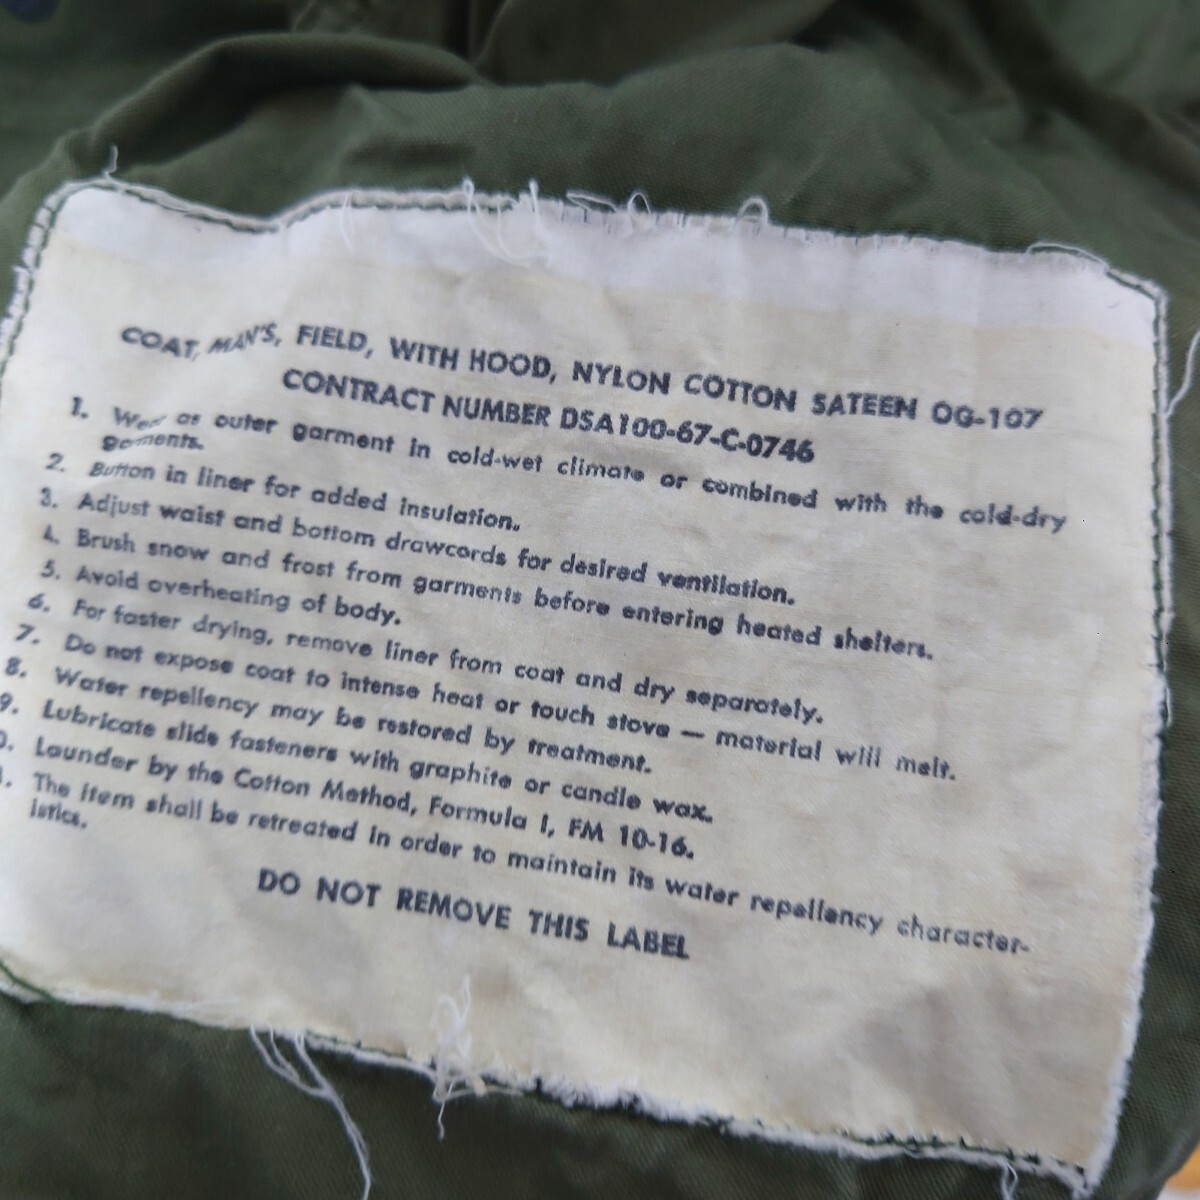 COAT, MAN'S, FIELD, WITH HOOD, NYLON COTTON SATEEN OG-107
CONTRACT NUMBER DSA100-67-C-0746
1. Wear as outer garment in cold-wet climate or combined with the cold-dry
garments.
2. Button in liner for added insulation.
3. Adjust waist and bottom drawcords for desired ventilation.
4. Brush snow and frost from garments before entering heated shelters.
5. Avoid overheating of body.
6. For faster drying, remove liner from coat and dry separately.
7. Do not expose coat to intense heat or touch stove — material will melt.
8. Water repellency may be restored by treatment.
9. Lubricate slide fasteners with graphite or candle wax.
0. Launder by the Cotton Method, Formula I, FM 10-16.
. The item shall be retreated in order to maintain its water repellency character-
istics.
DO NOT REMOVE THIS LABEL